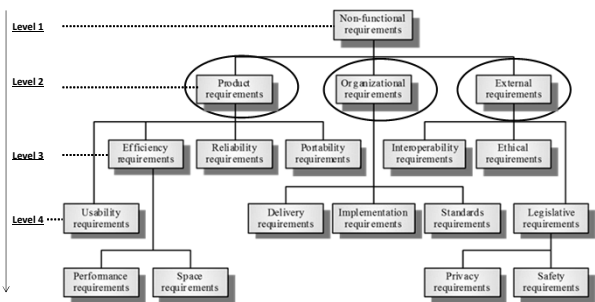 Level 1
Non-functional
requirements
Level 2
Product
requirements
Organizational
requirements
External
requirements
Level 3
Efficiency
requirements
Reliability
requirements
Portability
requirements
Interoperability
requirements
Ethical
requirements
Level 4
Usability
requirements
Delivery
requirements
Implementation
requirements
Standards
requirements
Legislative
requirements
Performance
requirements
Space
requirements
Privacy
requirements
Safety
requirements